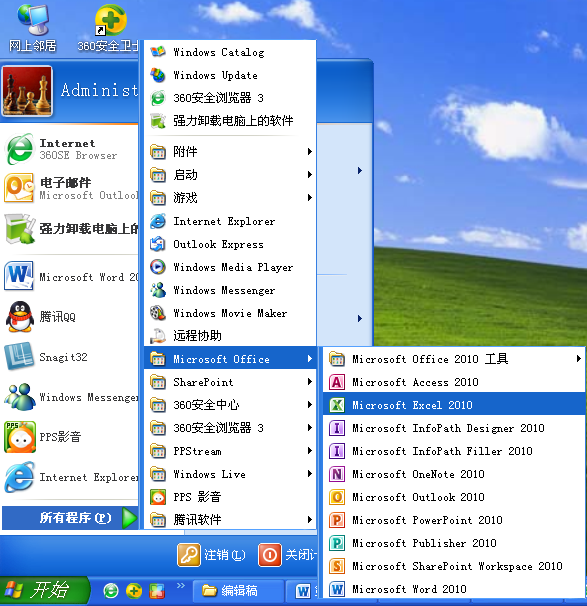 网上邻居
360安全卫士
Administ
Internet
360SE Browser
电子邮件
Microsoft Outlook
强力卸载电脑上的
Microsoft Word 20
腾讯QQ
Snagit32
Windows Messenger
PPS影音
Internet Explorer
所有程序(P)
Windows Catalog
Windows Update
360安全浏览器 3
强力卸载电脑上的软件
附件
启动
游戏
Internet Explorer
Outlook Express
Windows Media Player
Windows Messenger
Windows Movie Maker
远程协助
Microsoft Office
SharePoint
360安全中心
360安全浏览器 3
PPStream
Windows Live
PPS 影音
腾讯软件
Microsoft Office 2010 工具
Microsoft Access 2010
Microsoft Excel 2010
Microsoft InfoPath Designer 2010
Microsoft InfoPath Filler 2010
Microsoft OneNote 2010
Microsoft Outlook 2010
Microsoft PowerPoint 2010
Microsoft Publisher 2010
Microsoft SharePoint Workspace 2010
Microsoft Word 2010
注销(L)
关闭计
开始
编辑稿